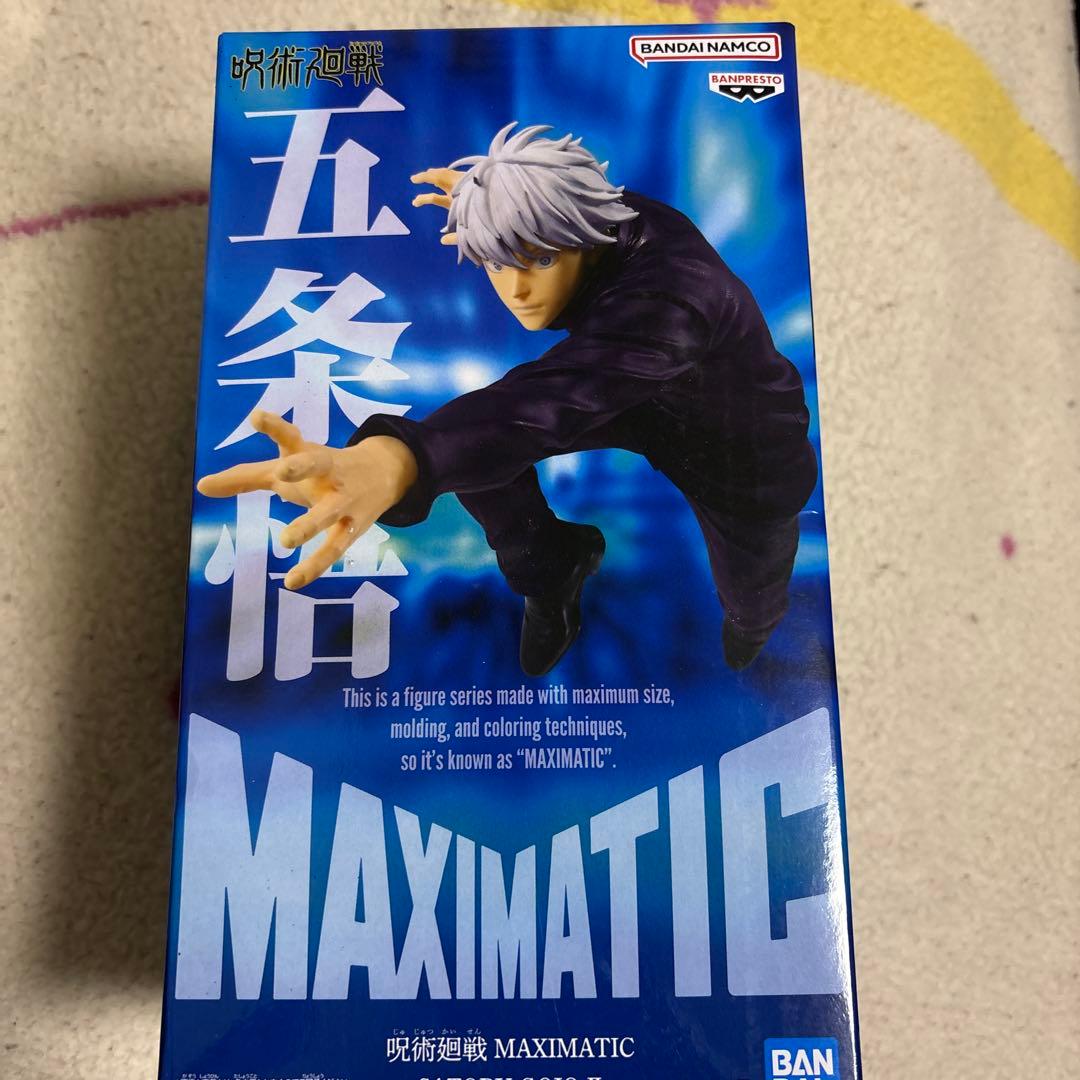 呪術廻戦
BANDAI NAMCO
BANPRESTO
五条悟
This is a figure series made with maximum size,
molding, and coloring techniques,
so it's known as “MAXIMATIC”.
MAXIMATIC
じゅ じゅつ かい せん
呪術廻戦 MAXIMATIC
BAN